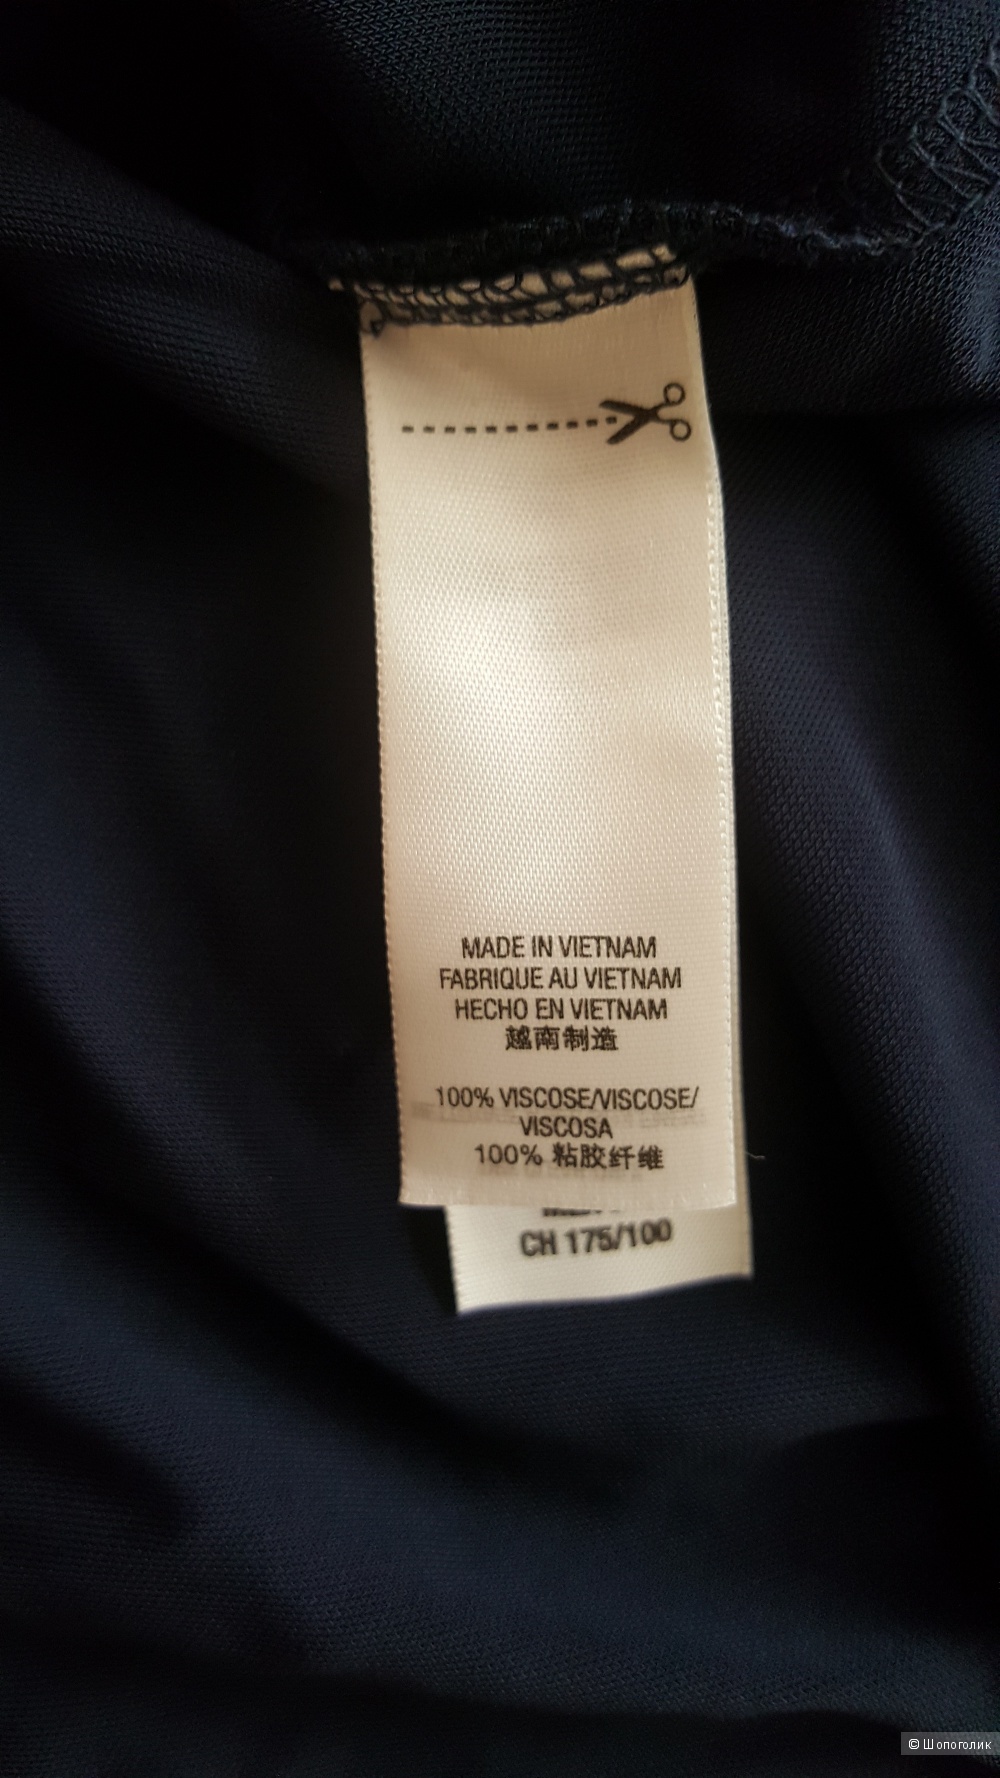 MADE IN VIETNAM
FABRIQUE AU VIETNAM
HECHO EN VIETNAM
越南制造
100% VISCOSE/VISCOSE/
VISCOSA
100% 粘胶纤维
CH 175/100
© Шопоголик